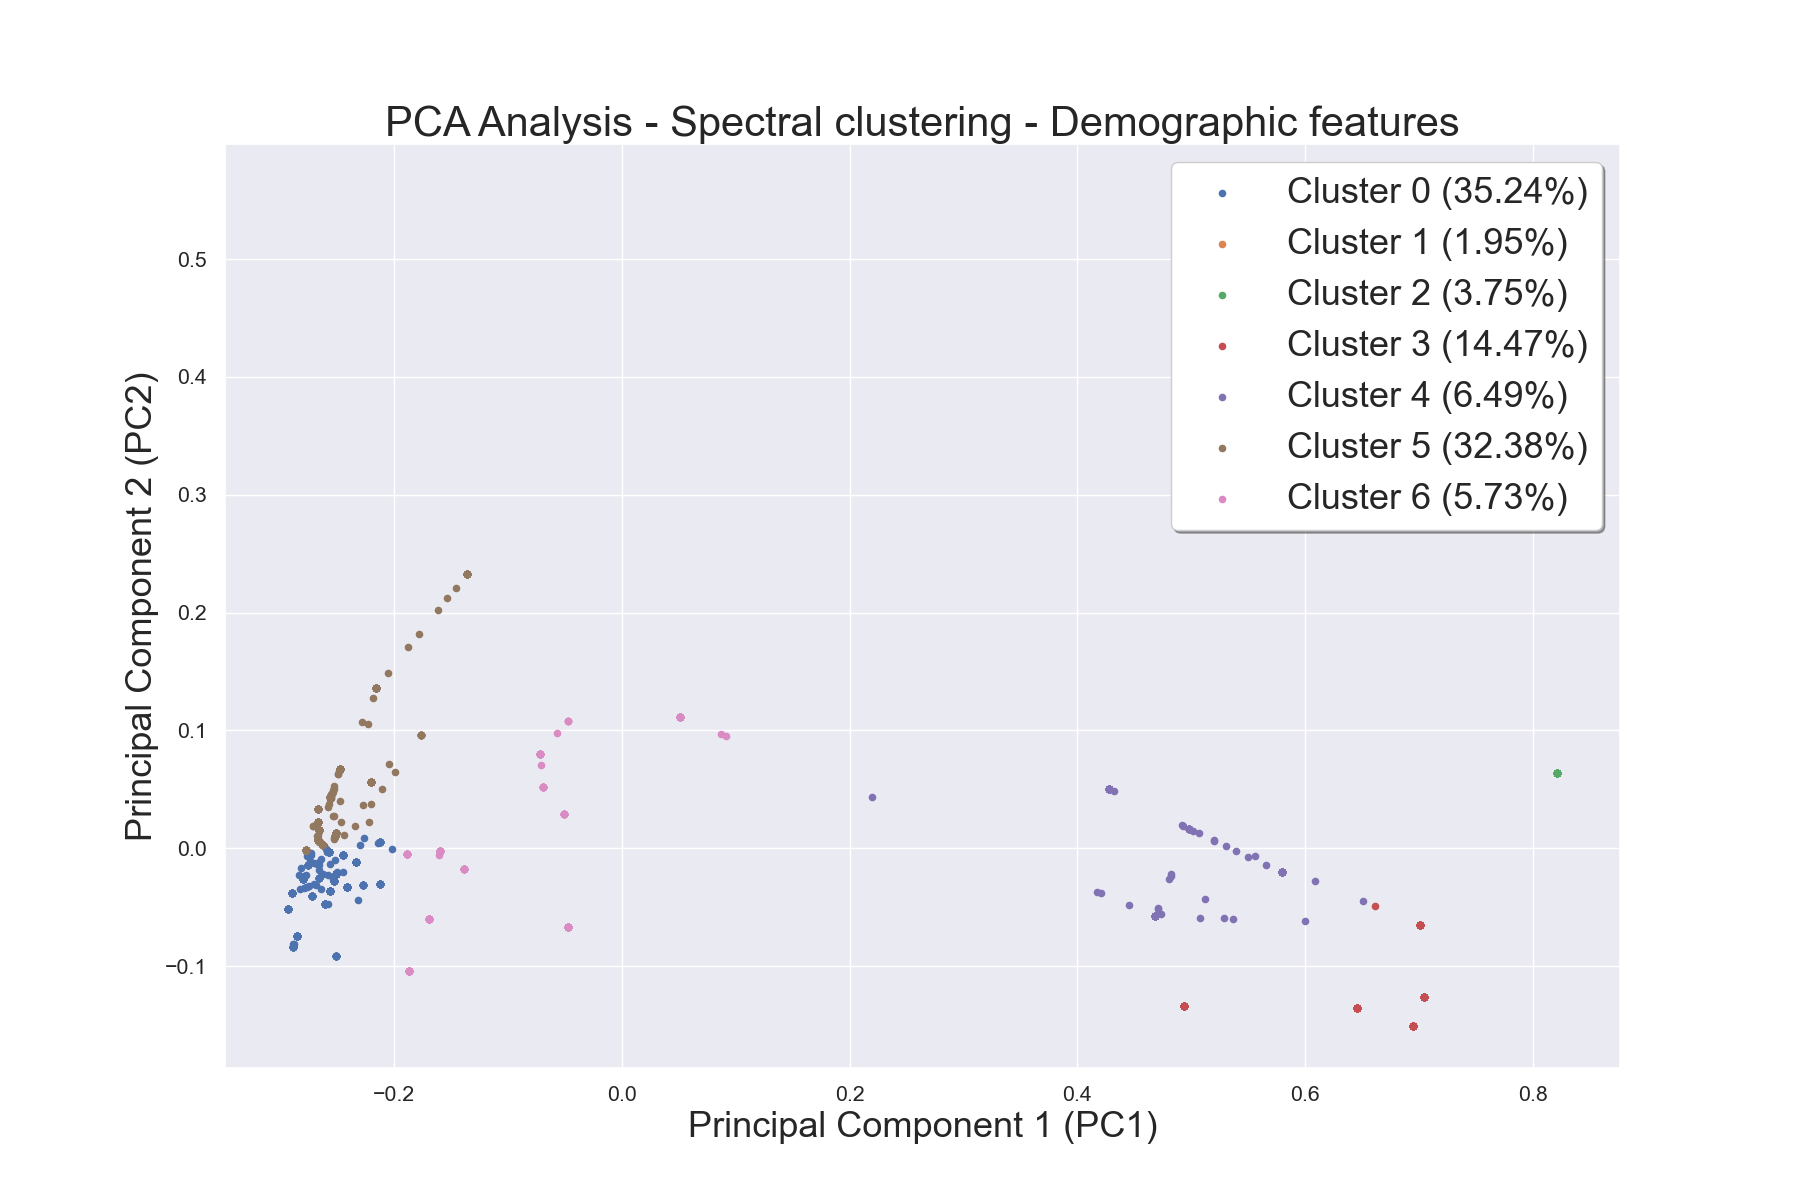 PCA Analysis - Spectral clustering - Demographic features
Cluster 0 (35.24%)
Cluster 1 (1.95%)
Cluster 2 (3.75%)
Cluster 3 (14.47%)
Cluster 4 (6.49%)
Cluster 5 (32.38%)
Cluster 6 (5.73%)
Principal Component 2 (PC2)
0.5
0.4
0.3
0.2
0.1
0.0
−0.1
−0.2
0.0
0.2
0.4
0.6
0.8
Principal Component 1 (PC1)